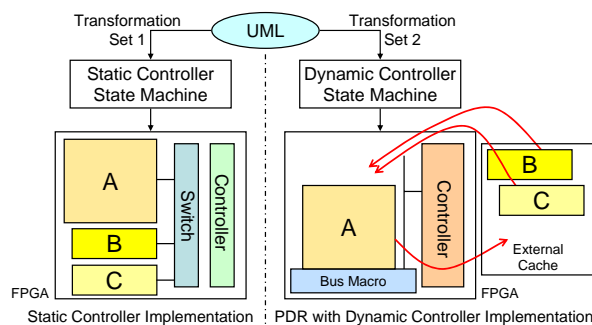 UML
Transformation
Set 1
Transformation
Set 2
Static Controller
State Machine
Dynamic Controller
State Machine
A
B
C
Switch
Controller
FPGA
Static Controller Implementation
A
Bus Macro
Controller
FPGA
B
C
External
Cache
PDR with Dynamic Controller Implementation